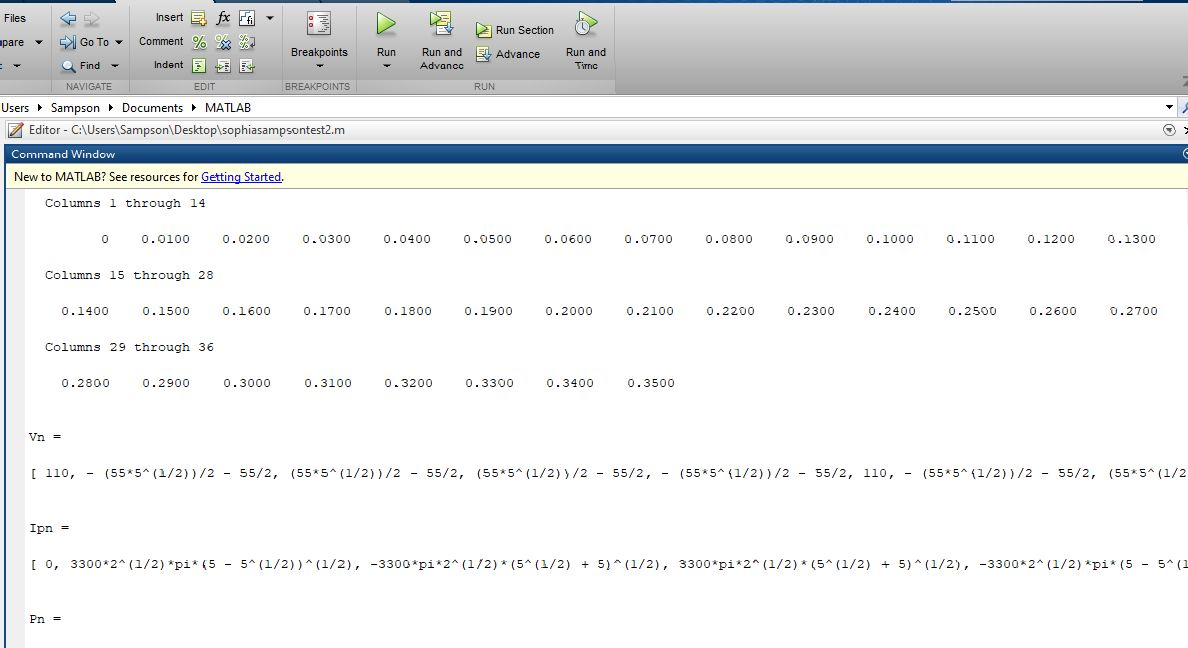 Files
Insert fx
pare Go To Comment Breakpoints Run Run and Advance Run Section Run and Time
Find Indent Advance
NAVIGATE EDIT BREAKPOINTS RUN
Users Sampson Documents MATLAB
Editor - C:\Users\Sampson\Desktop\sophiasampsontest2.m
Command Window
New to MATLAB? See resources for Getting Started.
Columns 1 through 14
0 0.0100 0.0200 0.0300 0.0400 0.0500 0.0600 0.0700 0.0800 0.0900 0.1000 0.1100 0.1200 0.1300
Columns 15 through 28
0.1400 0.1500 0.1600 0.1700 0.1800 0.1900 0.2000 0.2100 0.2200 0.2300 0.2400 0.2500 0.2600 0.2700
Columns 29 through 36
0.2800 0.2900 0.3000 0.3100 0.3200 0.3300 0.3400 0.3500
Vn =
[ 110, - (55*5^(1/2))/2 - 55/2, (55*5^(1/2))/2 - 55/2, (55*5^(1/2))/2 - 55/2, - (55*5^(1/2))/2 - 55/2, 110, - (55*5^(1/2))/2 - 55/2, (55*5^(1/2
Ipn =
[ 0, 3300*2^(1/2)*pi*(5 - 5^(1/2))^(1/2), -3300*pi*2^(1/2)*(5^(1/2) + 5)^(1/2), 3300*pi*2^(1/2)*(5^(1/2) + 5)^(1/2), -3300*2^(1/2)*pi*(5 - 5^(1
Pn =